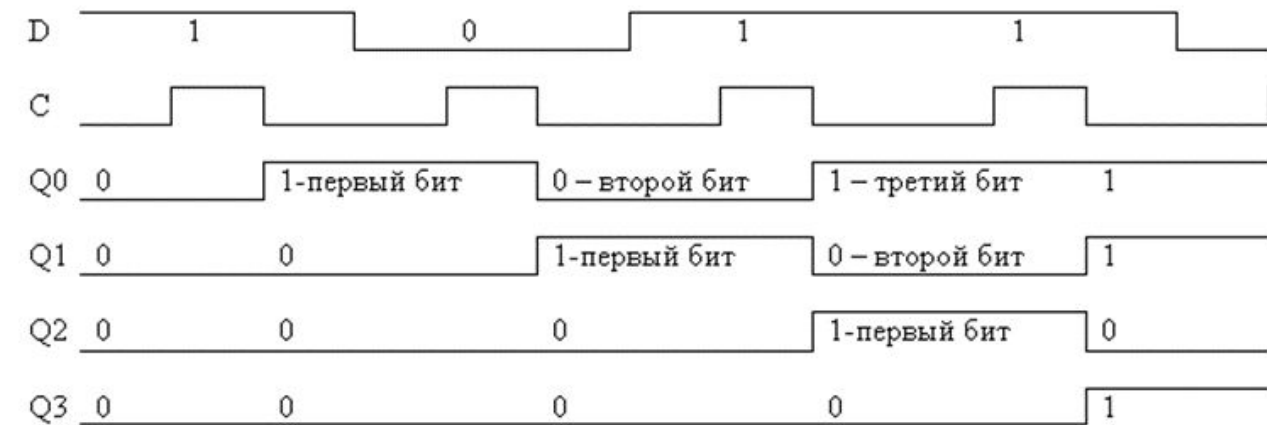 D 1 0 1 1
C
Q0 0 1-первый бит 0 – второй бит 1 – третий бит 1
Q1 0 0 1-первый бит 0 – второй бит 1
Q2 0 0 0 1-первый бит 0
Q3 0 0 0 0 1